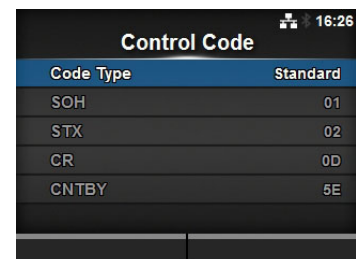 16:26
Control Code
Code Type Standard
SOH 01
STX 02
CR 0D
CNTBY 5E